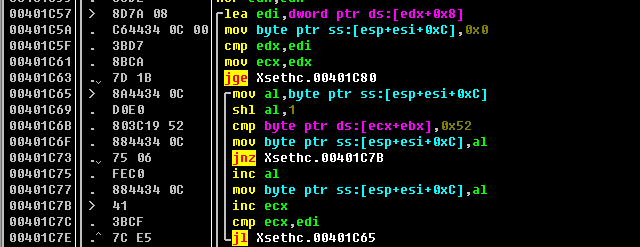 00401C57 > 8D7A 08 lea edi,dword ptr ds:[edx+0x8]
00401C5A . C64434 0C 00 mov byte ptr ss:[esp+esi+0xC],0x0
00401C5F . 3BD7 cmp edx,edi
00401C61 . 8BCA mov ecx,edx
00401C63 . 7D 1B jge Xsethc.00401C80
00401C65 > 8A4434 0C mov al,byte ptr ss:[esp+esi+0xC]
00401C69 . D0E0 shl al,1
00401C6B . 803C19 52 cmp byte ptr ds:[ecx+ebx],0x52
00401C6F . 884434 0C mov byte ptr ss:[esp+esi+0xC],al
00401C73 . 75 06 jnz Xsethc.00401C7B
00401C75 . FEC0 inc al
00401C77 . 884434 0C mov byte ptr ss:[esp+esi+0xC],al
00401C7B > 41 inc ecx
00401C7C . 3BCF cmp ecx,edi
00401C7E .^ 7C E5 jl Xsethc.00401C65